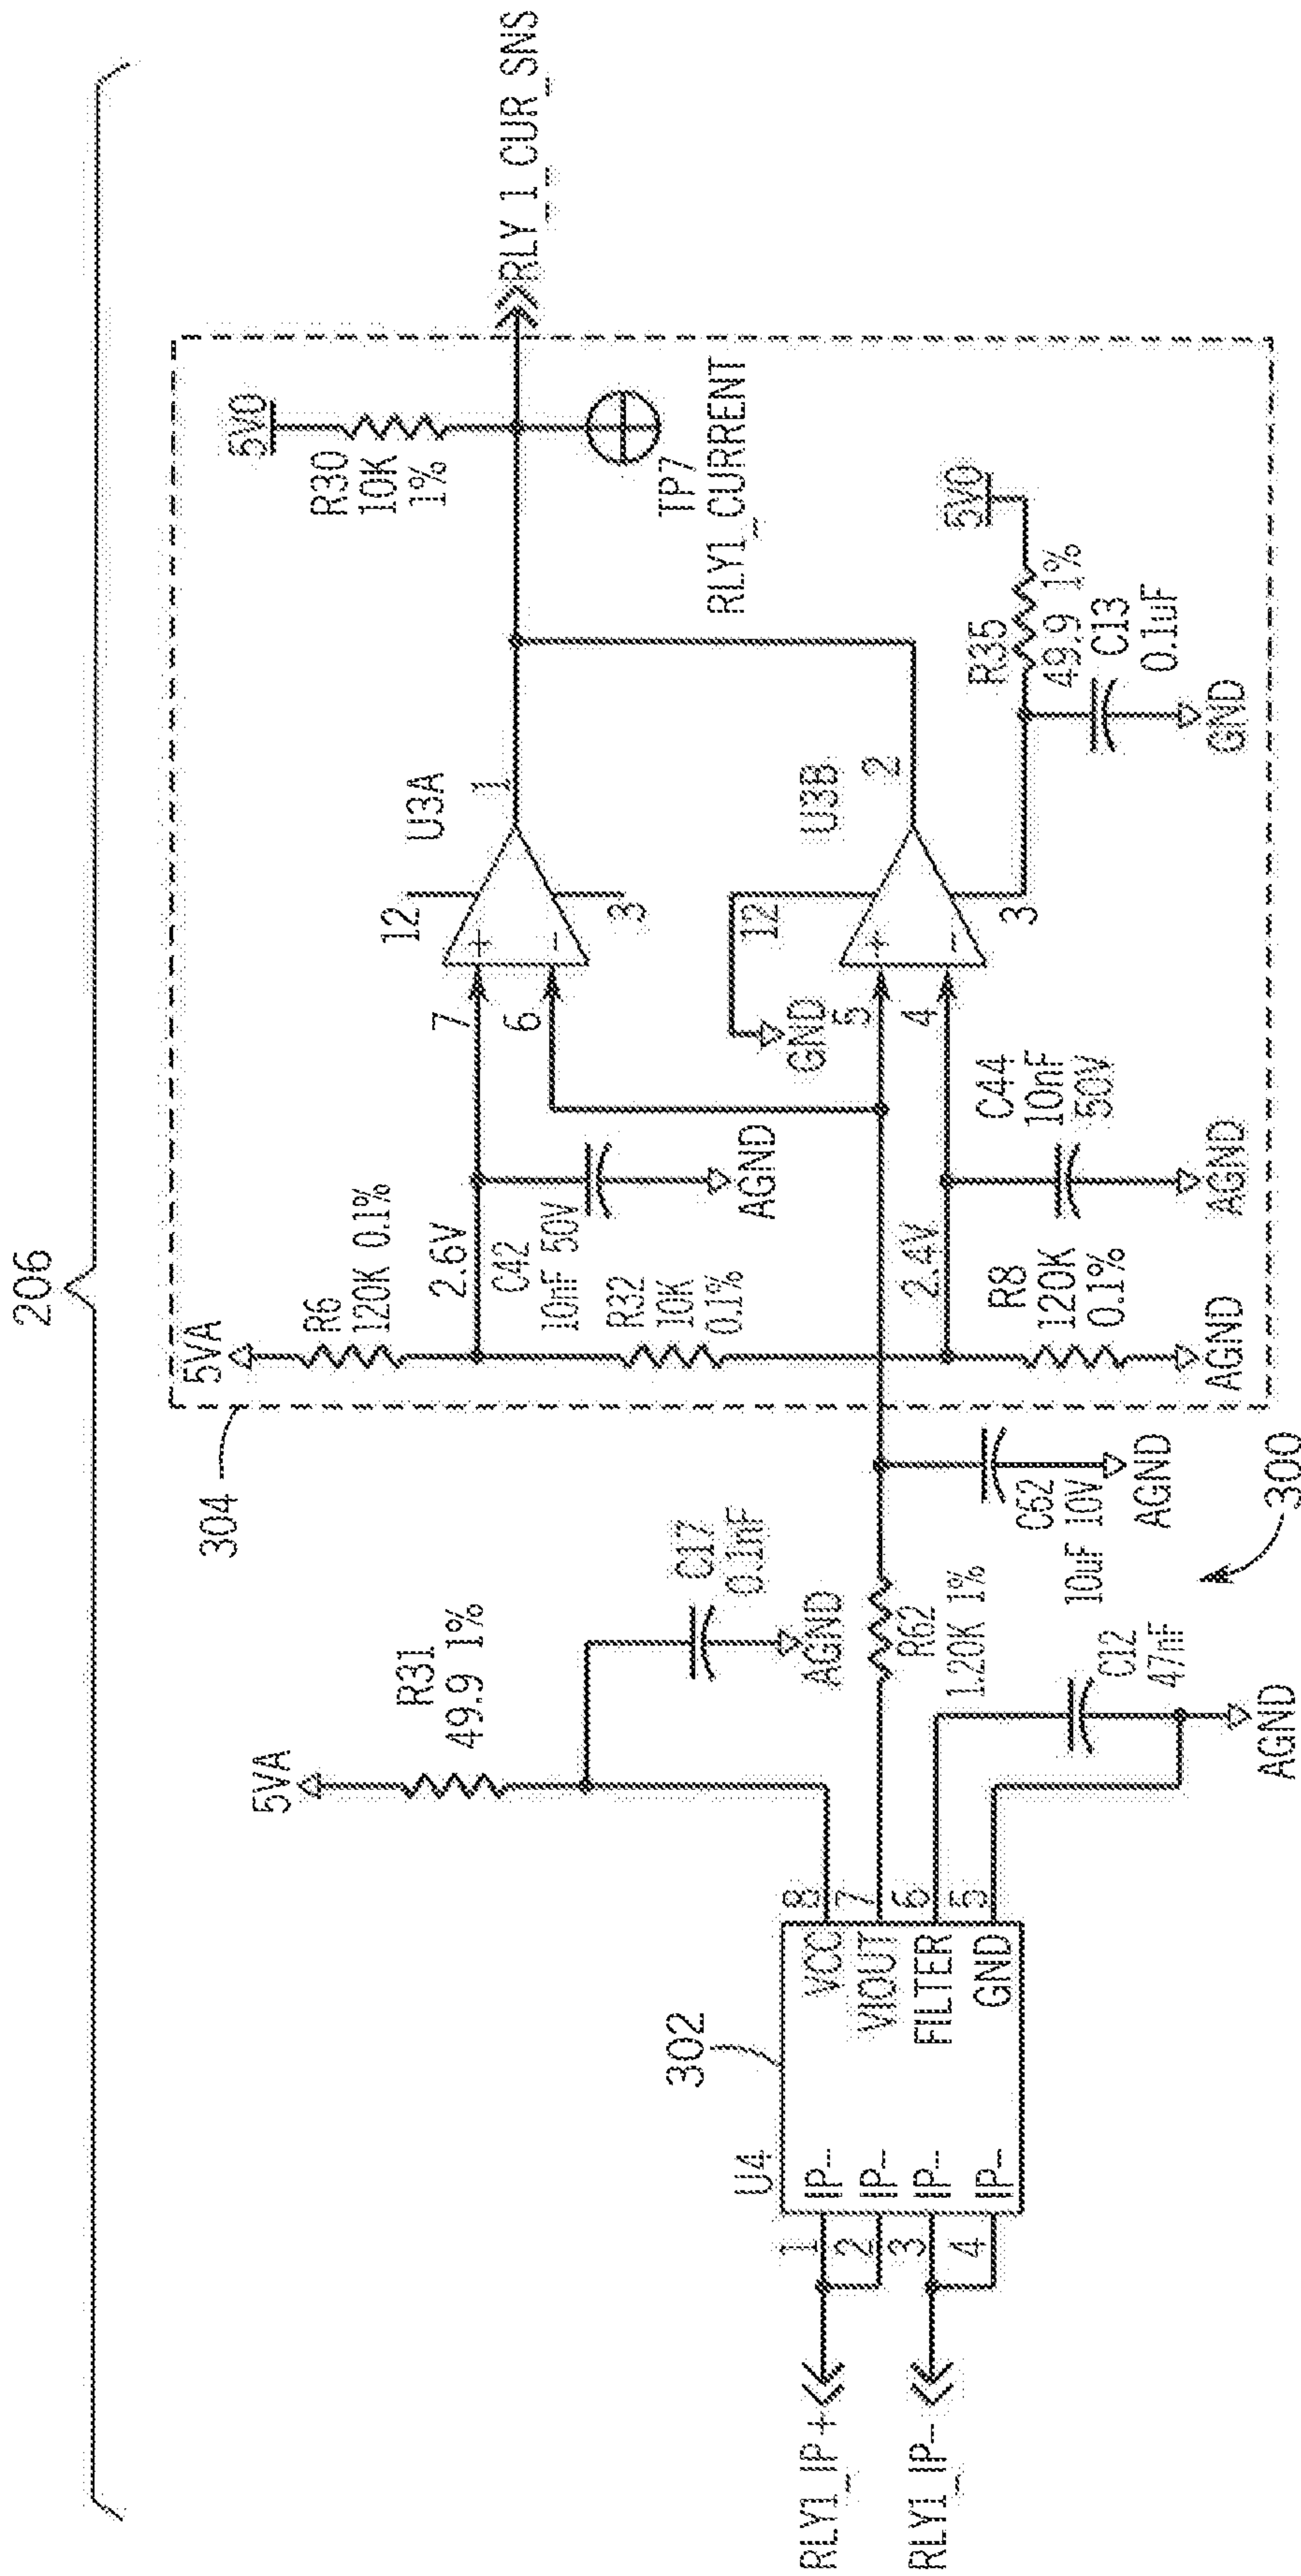 206
RLY1_IP+
RLY1_IP-
U4
302
1
2
3
4
IP-
IP-
IP-
IP-
VCC
VIOUT
FILTER
GND
8
7
6
5
5VA
R31
49.9 1%
C17
0.1nF
AGND
R62
1.20K 1%
C12
47nF
AGND
C62
10uF 10V
AGND
300
304
5VA
R6
120K 0.1%
2.6V
C42
10nF 50V
AGND
R32
10K
0.1%
2.4V
R8
120K
0.1%
AGND
C44
10nF
50V
AGND
7
6
12
+
-
3
U3A
1
GND
5
4
12
+
-
3
U3B
2
5V0
R30
10K
1%
TP7
RLY1_CURRENT
5V0
R35
49.9 1%
C13
0.1uF
GND
RLY_1_CUR_SNS